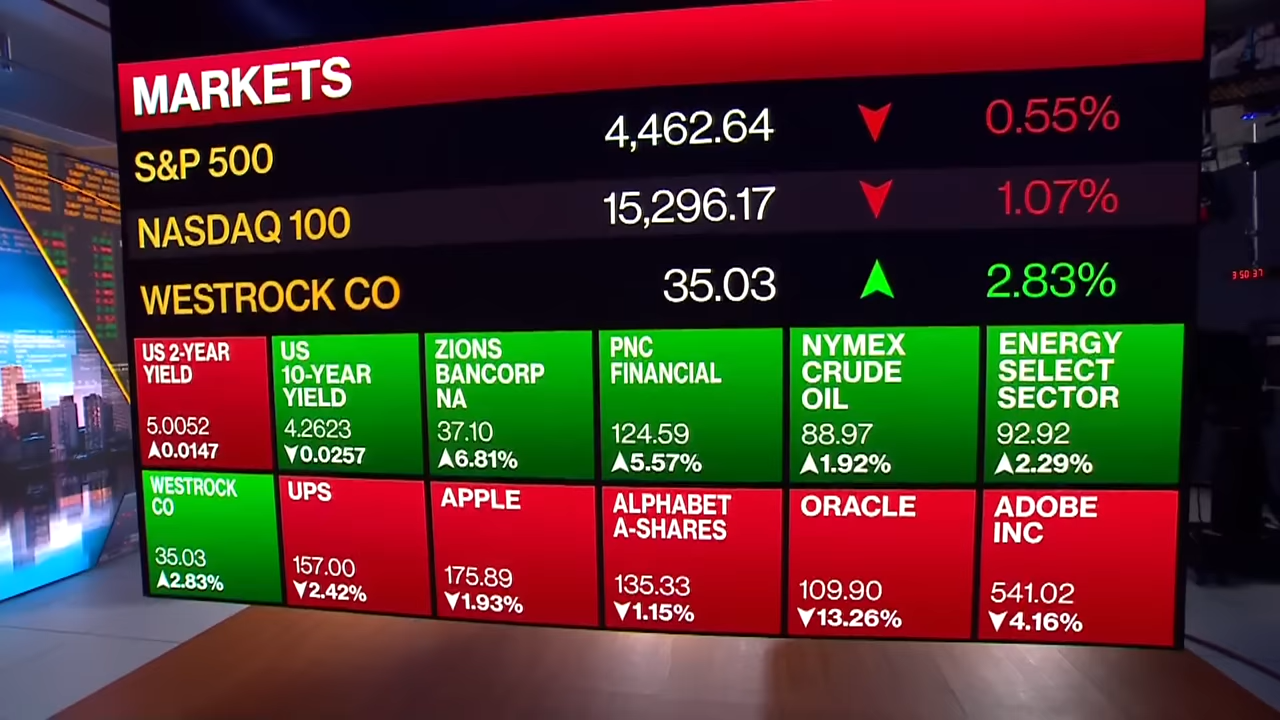 MARKETS
S&P 500 4,462.64 ▼ 0.55%
NASDAQ 100 15,296.17 ▼ 1.07%
WESTROCK CO 35.03 ▲ 2.83%
US 2-YEAR
YIELD
5.0052
▲0.0147
US
10-YEAR
YIELD
4.2623
▼0.0257
ZIONS
BANCORP
NA
37.10
▲6.81%
PNC
FINANCIAL
124.59
▲5.57%
NYMEX
CRUDE
OIL
88.97
▲1.92%
ENERGY
SELECT
SECTOR
92.92
▲2.29%
WESTROCK
CO
35.03
▲2.83%
UPS
157.00
▼2.42%
APPLE
175.89
▼1.93%
ALPHABET
A-SHARES
135.33
▼1.15%
ORACLE
109.90
▼13.26%
ADOBE
INC
541.02
▼4.16%
3:50:37